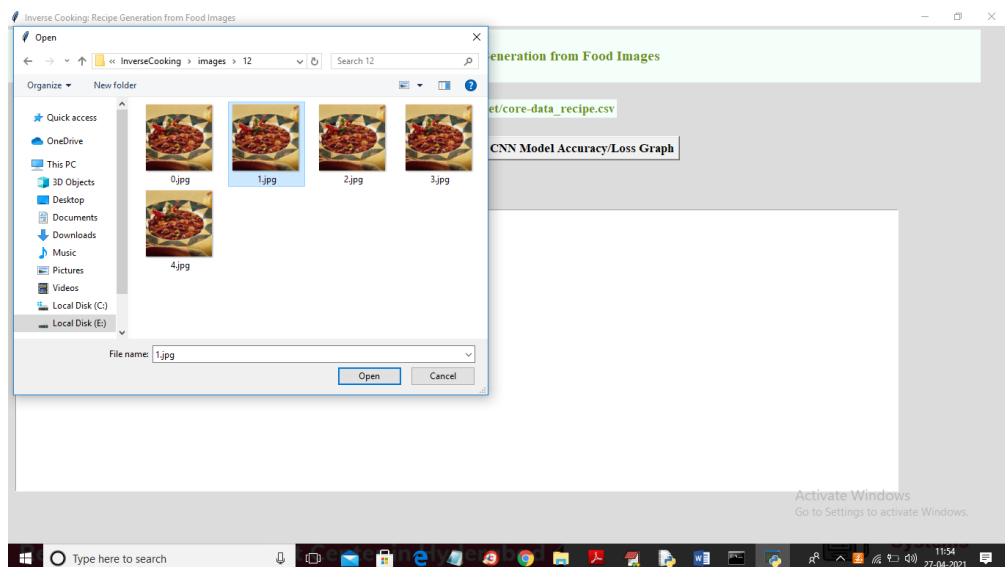 Inverse Cooking: Recipe Generation from Food Images
Open
« InverseCooking › images › 12
Search 12
Organize
New folder
Quick access
OneDrive
This PC
3D Objects
Desktop
Documents
Downloads
Music
Pictures
Videos
Local Disk (C:)
Local Disk (E:)
0.jpg
1.jpg
2.jpg
3.jpg
4.jpg
File name:
1.jpg
Open
Cancel
eneration from Food Images
et/core-data_recipe.csv
CNN Model Accuracy/Loss Graph
Activate Windows
Go to Settings to activate Windows.
Type here to search
11:54
27-04-2021